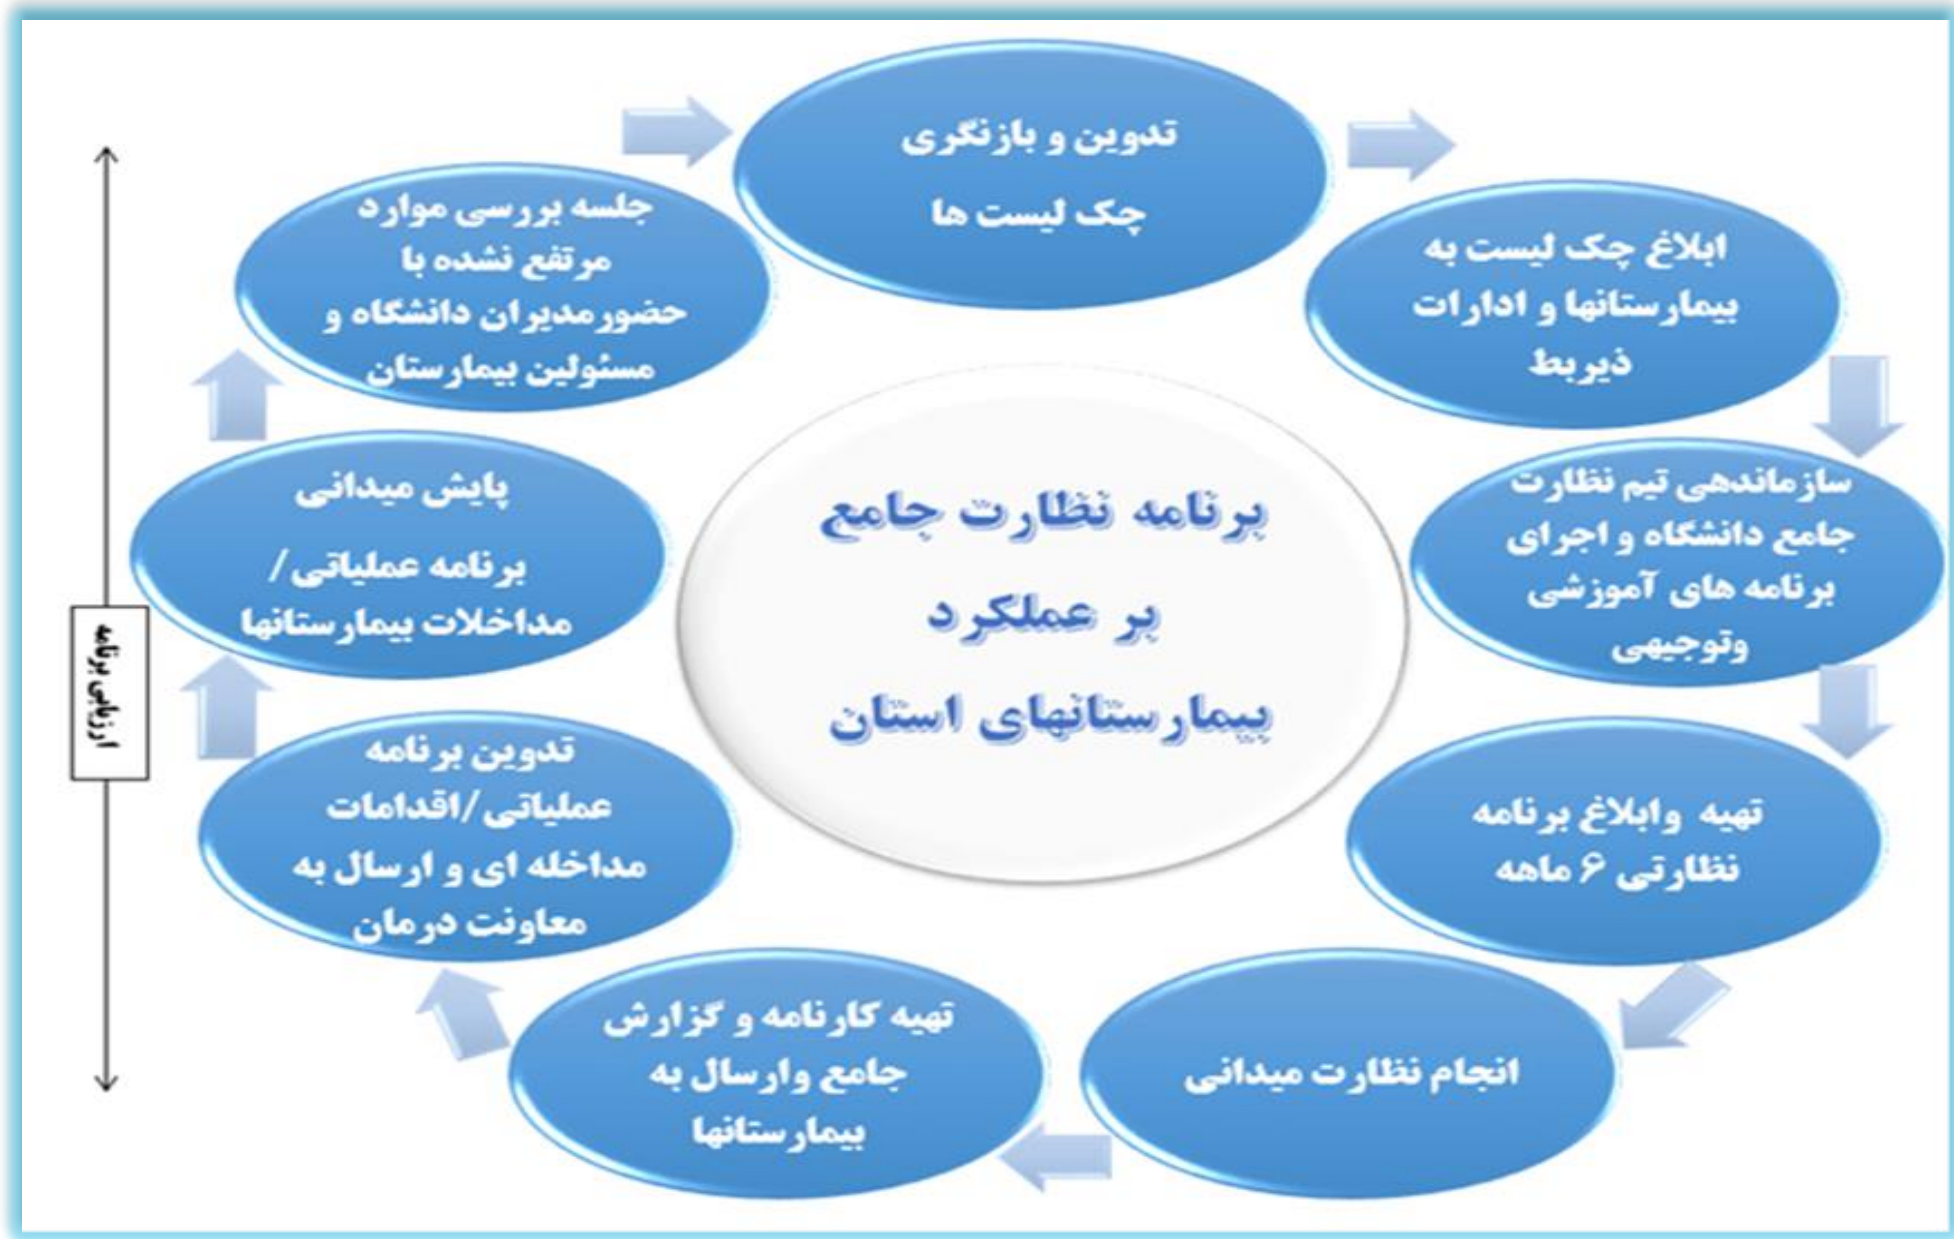 تدوین و بازنگری
چک لیست ها
ابلاغ چک لیست به
بیمارستانها و ادارات
ذیربط
سازماندهی تیم نظارت
جامع دانشگاه و اجرای
برنامه های آموزشی
وتوجیهی
تهیه وابلاغ برنامه
نظارتی ۶ ماهه
انجام نظارت میدانی
تهیه کارنامه و گزارش
جامع وارسال به
بیمارستانها
تدوین برنامه
عملیاتی/اقدامات
مداخله ای و ارسال به
معاونت درمان
پایش میدانی
برنامه عملیاتی/
مداخلات بیمارستانها
جلسه بررسی موارد
مرتفع نشده با
حضورمدیران دانشگاه و
مسئولین بیمارستان
برنامه نظارت جامع
بر عملکرد
بیمارستانهای استان
ارزیابی برنامه